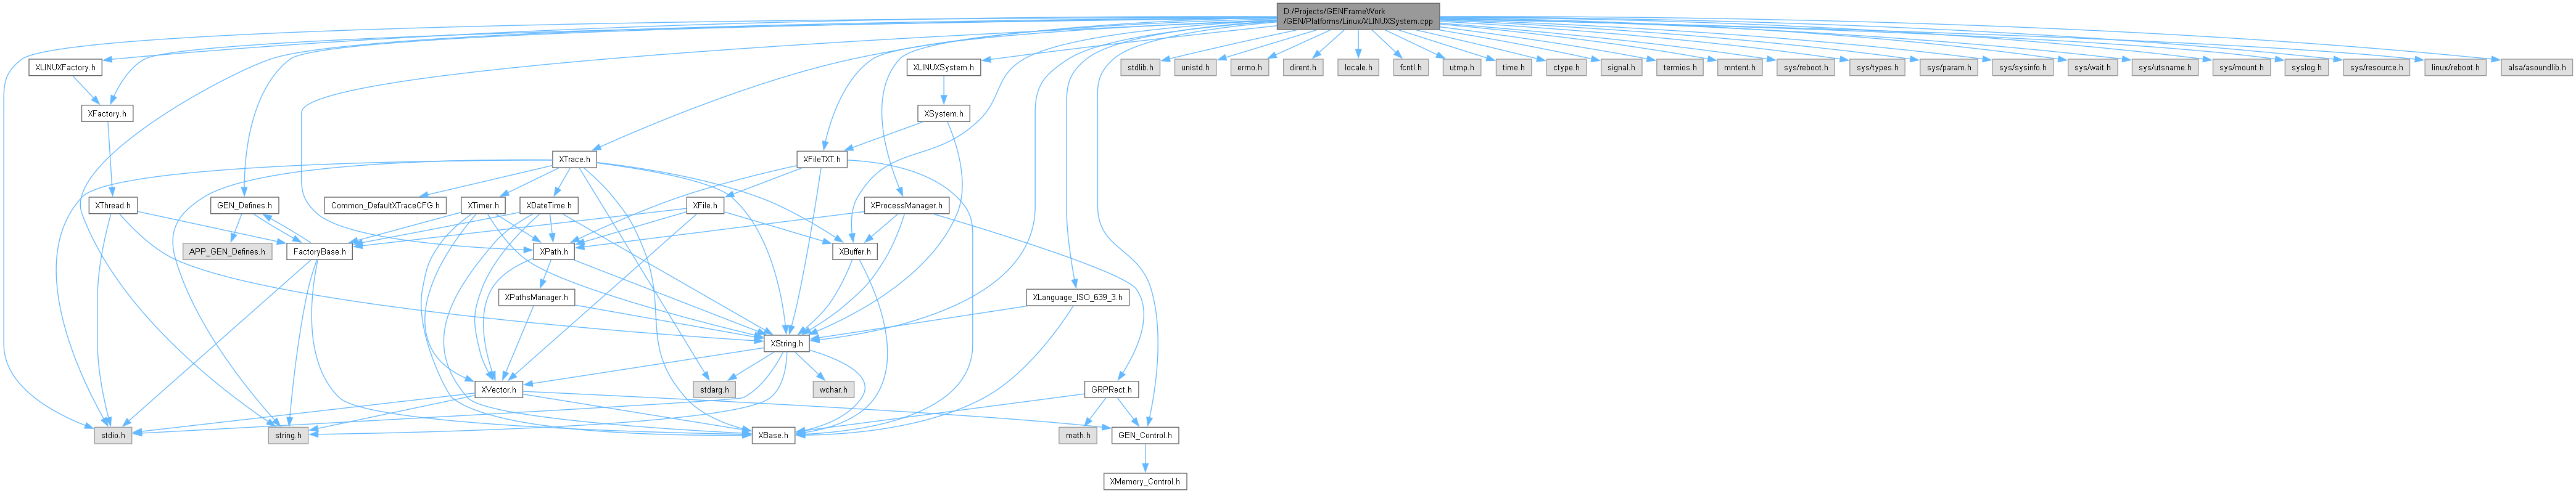 D:/Projects/GENFrameWork
/GEN/Platforms/Linux/XLINUXSystem.cpp
XLINUXFactory.h
XLINUXSystem.h
stdlib.h
unistd.h
errno.h
dirent.h
locale.h
fcntl.h
utmp.h
time.h
ctype.h
signal.h
termios.h
mntent.h
sys/reboot.h
sys/types.h
sys/param.h
sys/sysinfo.h
sys/wait.h
sys/utsname.h
sys/mount.h
syslog.h
sys/resource.h
linux/reboot.h
alsa/asoundlib.h
XFactory.h
XSystem.h
XTrace.h
XFileTXT.h
XThread.h
GEN_Defines.h
Common_DefaultXTraceCFG.h
XTimer.h
XDateTime.h
XFile.h
XProcessManager.h
APP_GEN_Defines.h
FactoryBase.h
XPath.h
XBuffer.h
XPathsManager.h
XLanguage_ISO_639_3.h
XString.h
XVector.h
stdarg.h
wchar.h
GRPRect.h
stdio.h
string.h
XBase.h
math.h
GEN_Control.h
XMemory_Control.h